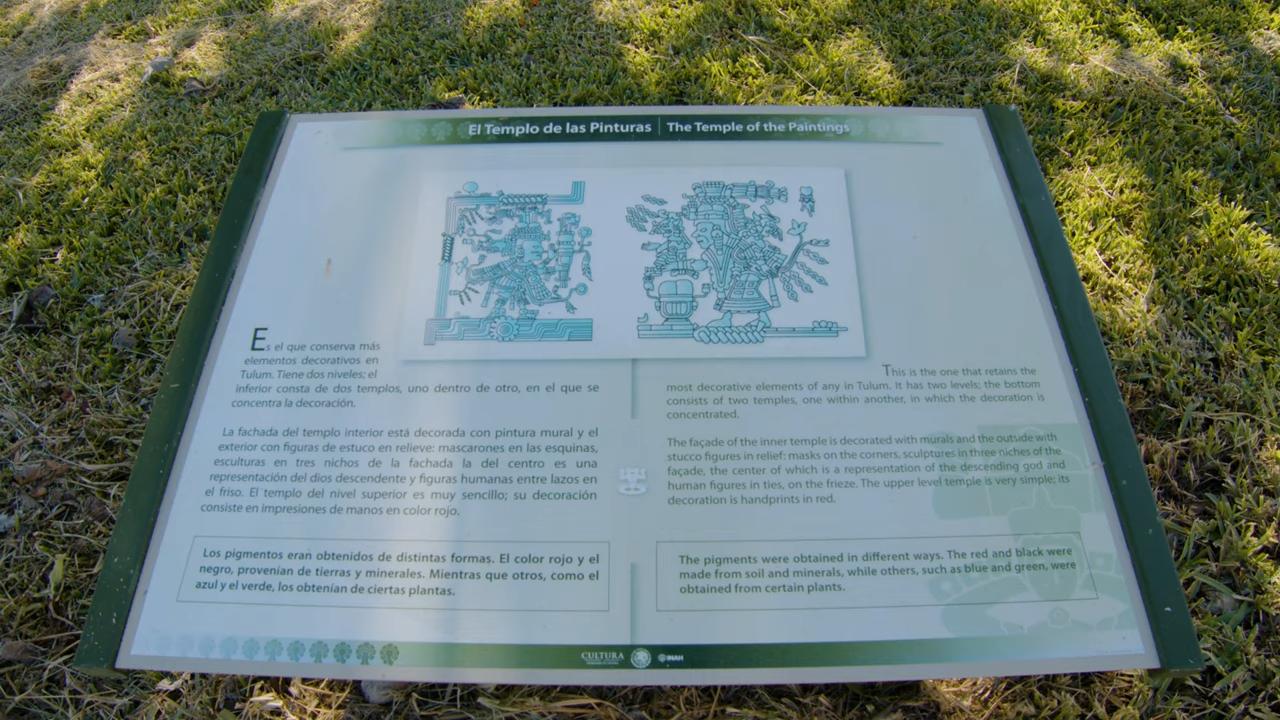 El Templo de las Pinturas | The Temple of the Paintings
Es el que conserva más
elementos decorativos en
Tulum. Tiene dos niveles; el
inferior consta de dos templos, uno dentro de otro, en el que se
concentra la decoración.
La fachada del templo interior está decorada con pintura mural y el
exterior con figuras de estuco en relieve: mascarones en las esquinas,
esculturas en tres nichos de la fachada la del centro es una
representación del dios descendente y figuras humanas entre lazos en
el friso. El templo del nivel superior es muy sencillo; su decoración
consiste en impresiones de manos en color rojo.
Los pigmentos eran obtenidos de distintas formas. El color rojo y el
negro, provenían de tierras y minerales. Mientras que otros, como el
azul y el verde, los obtenían de ciertas plantas.
This is the one that retains the
most decorative elements of any in Tulum. It has two levels; the bottom
consists of two temples, one within another, in which the decoration is
concentrated.
The façade of the inner temple is decorated with murals and the outside with
stucco figures in relief: masks on the corners, sculptures in three niches of the
façade, the center of which is a representation of the descending god and
human figures in ties, on the frieze. The upper level temple is very simple; its
decoration is handprints in red.
The pigments were obtained in different ways. The red and black were
made from soil and minerals, while others, such as blue and green, were
obtained from certain plants.
CULTURA
INAH